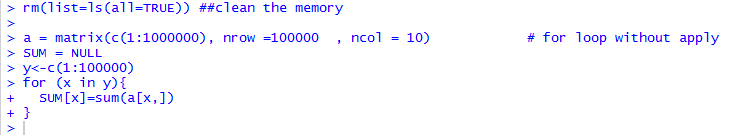 > rm(list=ls(all=TRUE)) ##clean the memory
>
> a = matrix(c(1:1000000), nrow =100000  , ncol = 10)            # for loop without apply
> SUM = NULL
> y<-c(1:100000)
> for (x in y){
+   SUM[x]=sum(a[x,])
+ }
>